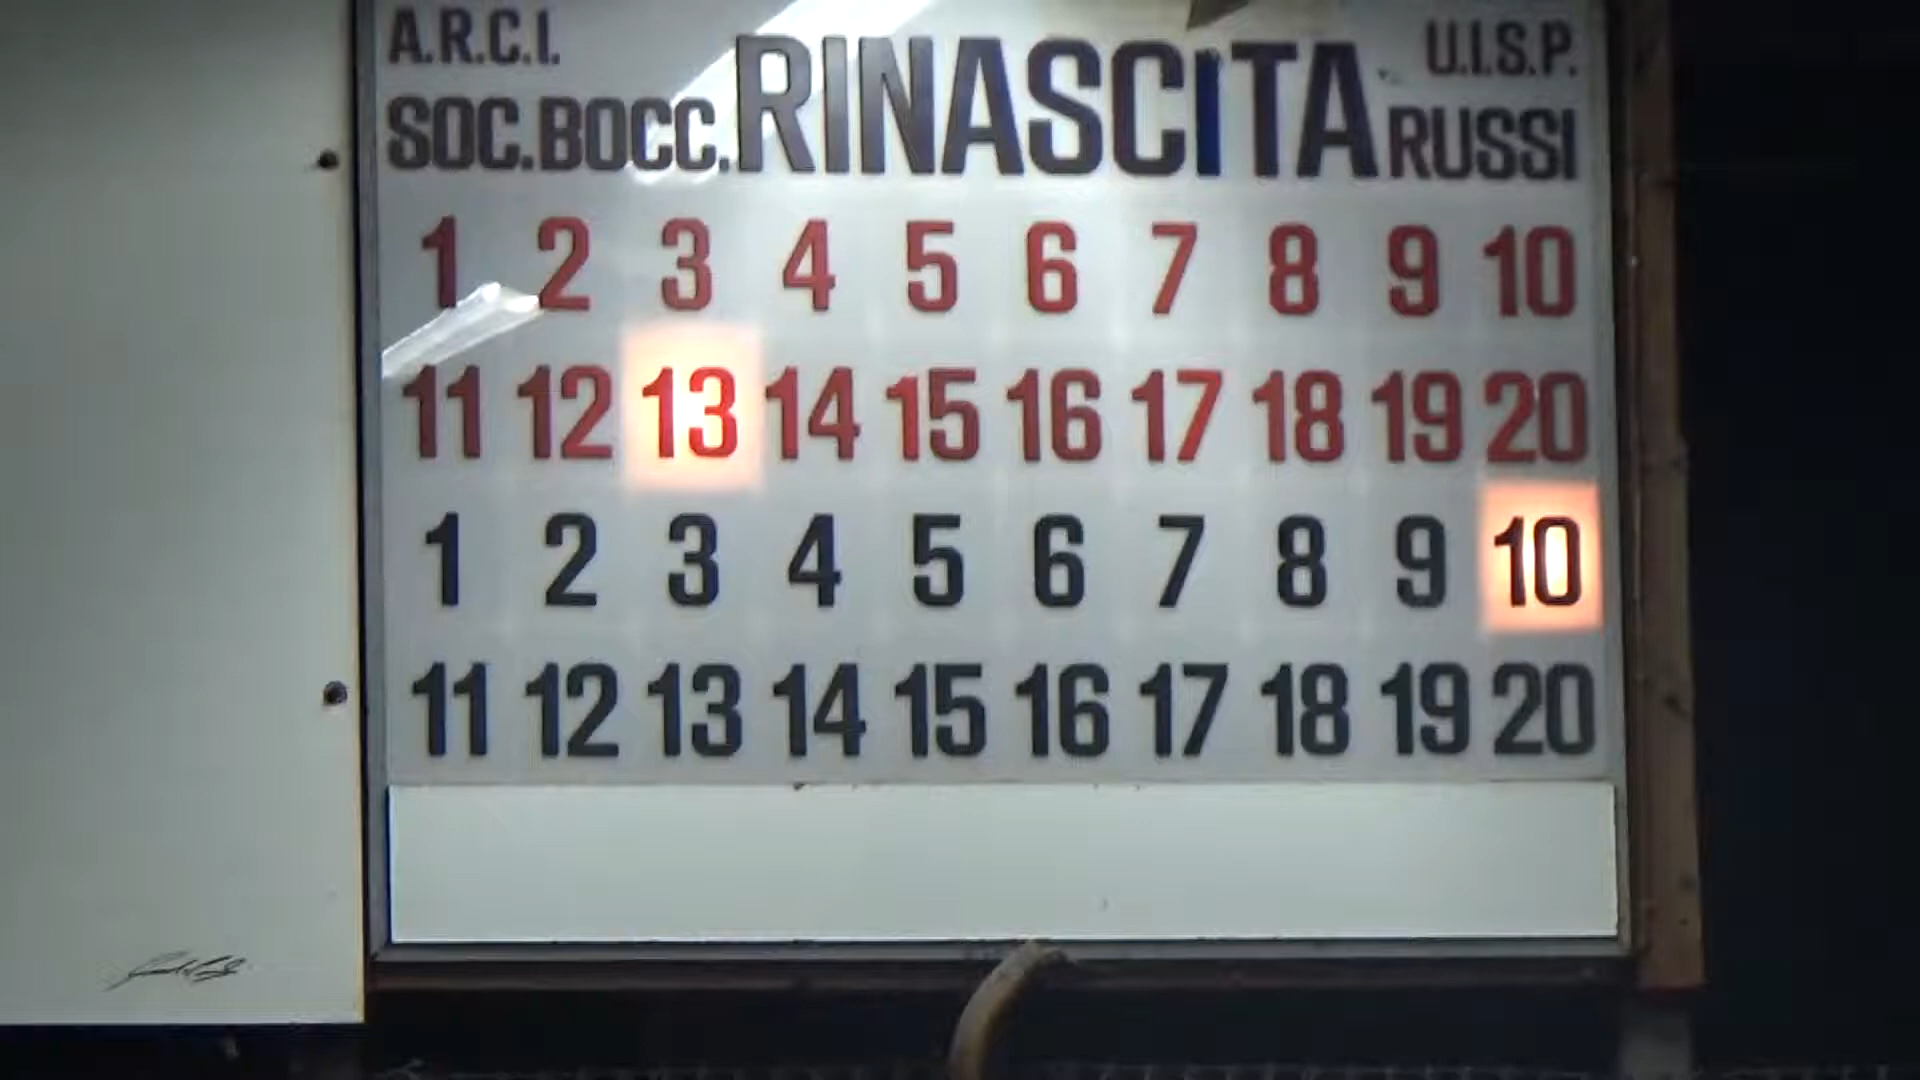 A.R.C.I. U.I.S.P.
SOC.BOCC. RINASCITA RUSSI
1 2 3 4 5 6 7 8 9 10
11 12 13 14 15 16 17 18 19 20
1 2 3 4 5 6 7 8 9 10
11 12 13 14 15 16 17 18 19 20